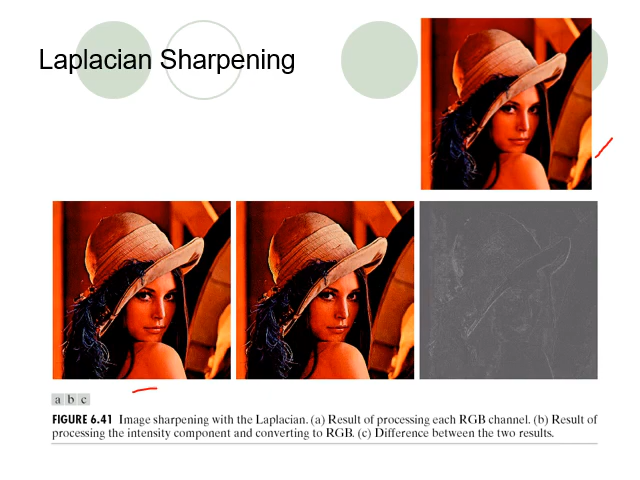 Laplacian Sharpening
a b c
FIGURE 6.41 Image sharpening with the Laplacian. (a) Result of processing each RGB channel. (b) Result of
processing the intensity component and converting to RGB. (c) Difference between the two results.